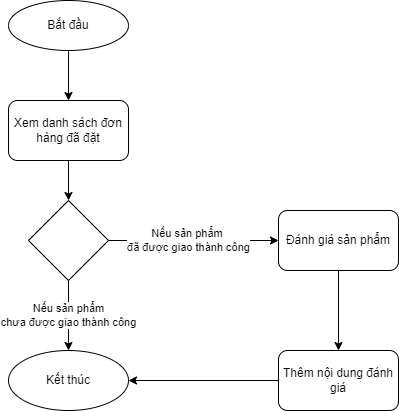 Bắt đầu
Xem danh sách đơn
hàng đã đặt
Nếu sản phẩm
đã được giao thành công
Đánh giá sản phẩm
Nếu sản phẩm
chưa được giao thành công
Kết thúc
Thêm nội dung đánh
giá